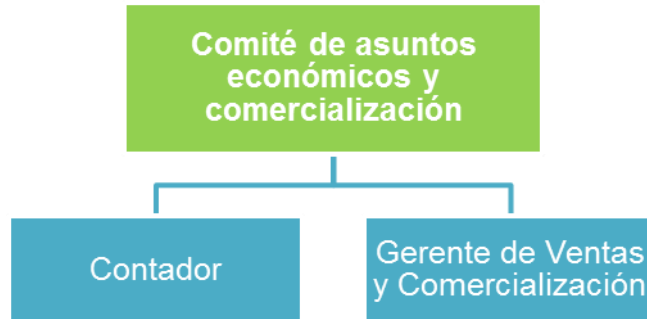 Comité de asuntos
económicos y
comercialización
Contador
Gerente de Ventas
y Comercialización